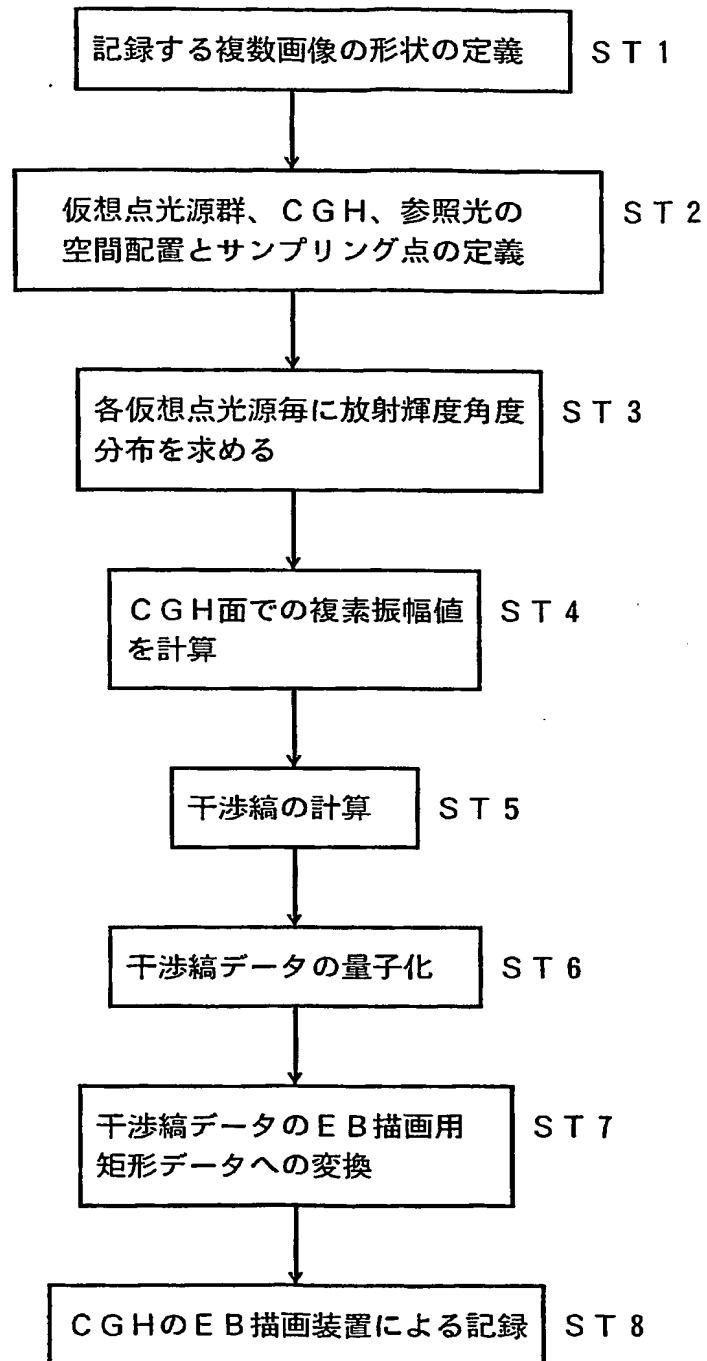 記録する複数画像の形状の定義 ST1
仮想点光源群、CGH、参照光の ST2
空間配置とサンプリング点の定義
各仮想点光源毎に放射輝度角度 ST3
分布を求める
CGH面での複素振幅値 ST4
を計算
干渉縞の計算 ST5
干渉縞データの量子化 ST6
干渉縞データのEB描画用 ST7
矩形データへの変換
CGHのEB描画装置による記録 ST8